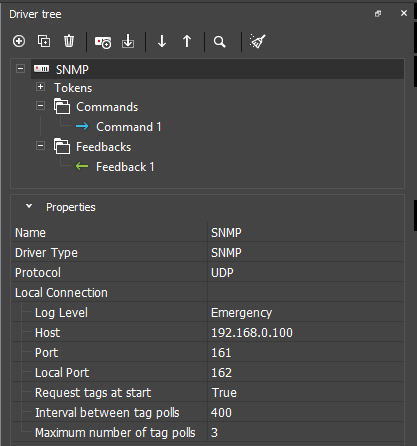 Driver tree
SNMP
Tokens
Commands
Command 1
Feedbacks
Feedback 1
Properties
Name SNMP
Driver Type SNMP
Protocol UDP
Local Connection
Log Level Emergency
Host 192.168.0.100
Port 161
Local Port 162
Request tags at start True
Interval between tag polls 400
Maximum number of tag polls 3